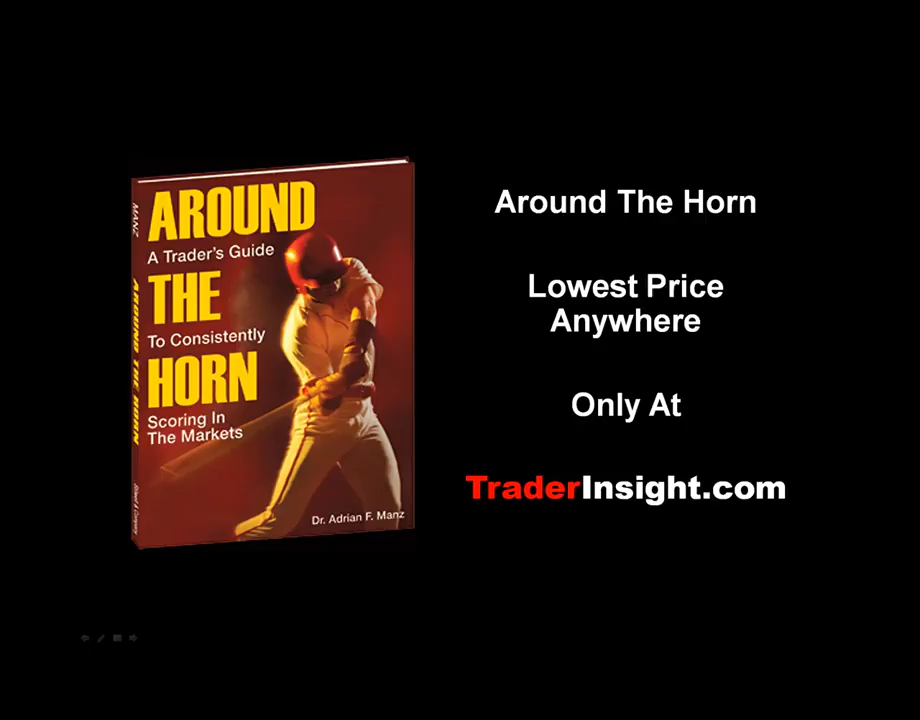 MANZ
AROUND THE HORN
AROUND
A Trader's Guide
THE
To Consistently
HORN
Scoring In
The Markets
Dr. Adrian F. Manz
Around The Horn
Lowest Price
Anywhere
Only At
TraderInsight.com